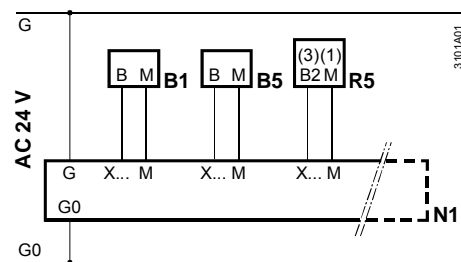 G
3101A01
(3) (1)
B M B1 B M B5 B2 M R5
AC 24 V
G X... M X... M X... M
G0 N1
G0